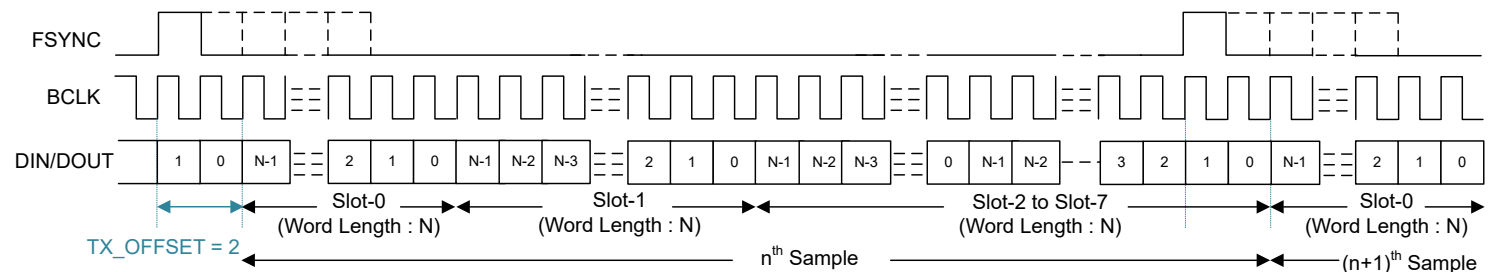 FSYNC
BCLK
DIN/DOUT 1 0 N-1 2 1 0 N-1 N-2 N-3 2 1 0 N-1 N-2 N-3 0 N-1 N-2 3 2 1 0 N-1 2 1 0
Slot-0 Slot-1 Slot-2 to Slot-7 Slot-0
(Word Length : N) (Word Length : N) (Word Length : N) (Word Length : N)
TX_OFFSET = 2
nth Sample (n+1)th Sample